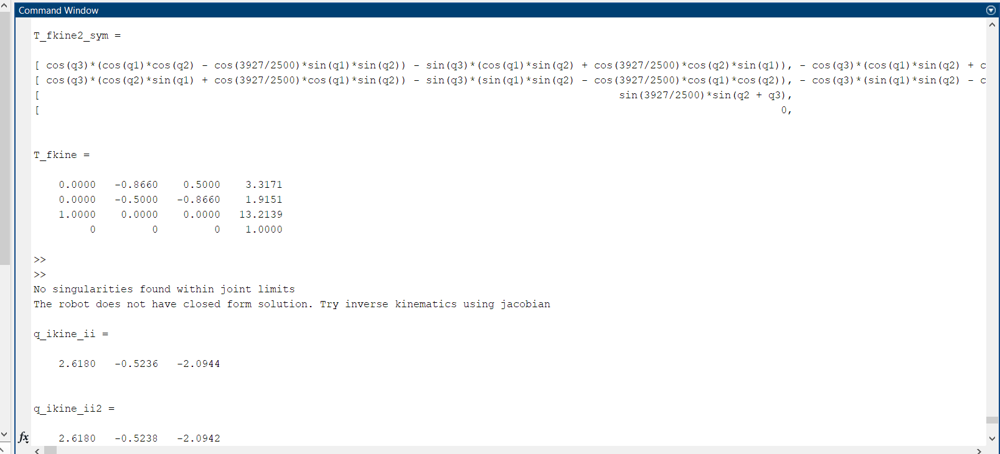 Command Window
T_fkine2_sym =
[ cos(q3)*(cos(q1)*cos(q2) - cos(3927/2500)*sin(q1)*sin(q2)) - sin(q3)*(cos(q1)*sin(q2) + cos(3927/2500)*cos(q2)*sin(q1)), - cos(q3)*(cos(q1)*sin(q2) + c
[ cos(q3)*(cos(q2)*sin(q1) + cos(3927/2500)*cos(q1)*sin(q2)) - sin(q3)*(sin(q1)*sin(q2) - cos(3927/2500)*cos(q1)*cos(q2)), - cos(q3)*(sin(q1)*sin(q2) - c
[ sin(3927/2500)*sin(q2 + q3),
[ 0,
T_fkine =
0.0000 -0.8660 0.5000 3.3171
0.0000 -0.5000 -0.8660 1.9151
1.0000 0.0000 0.0000 13.2139
0 0 0 1.0000
>>
>>
No singularities found within joint limits
The robot does not have closed form solution. Try inverse kinematics using jacobian
q_ikine_ii =
2.6180 -0.5236 -2.0944
q_ikine_ii2 =
fx
2.6180 -0.5238 -2.0942